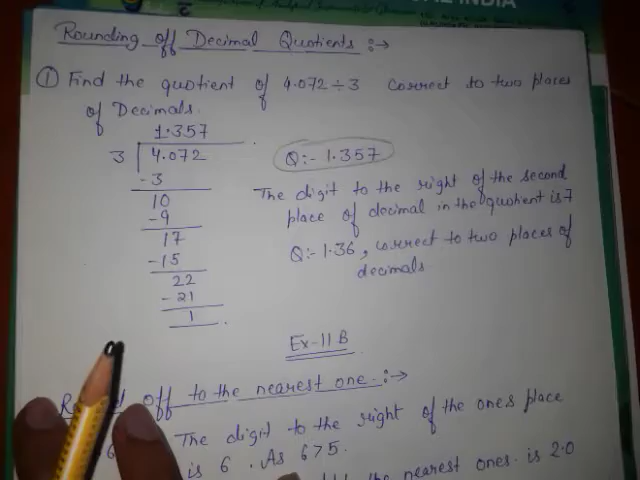 INDIA
Rounding off Decimal Quotients :→
① Find the quotient of 4.072 ÷ 3 correct to two places
of Decimals.
1.357
3 4.072
-3
10
-9
17
-15
22
-21
1
Q:- 1.357
The digit to the right of the second
place of decimal in the quotient is 7
Q:- 1.36, correct to two places of
decimals
Ex-11 B
off to the nearest one :→
The digit to the right of the ones place
is 6. As 6>5.
the nearest ones is 2.0